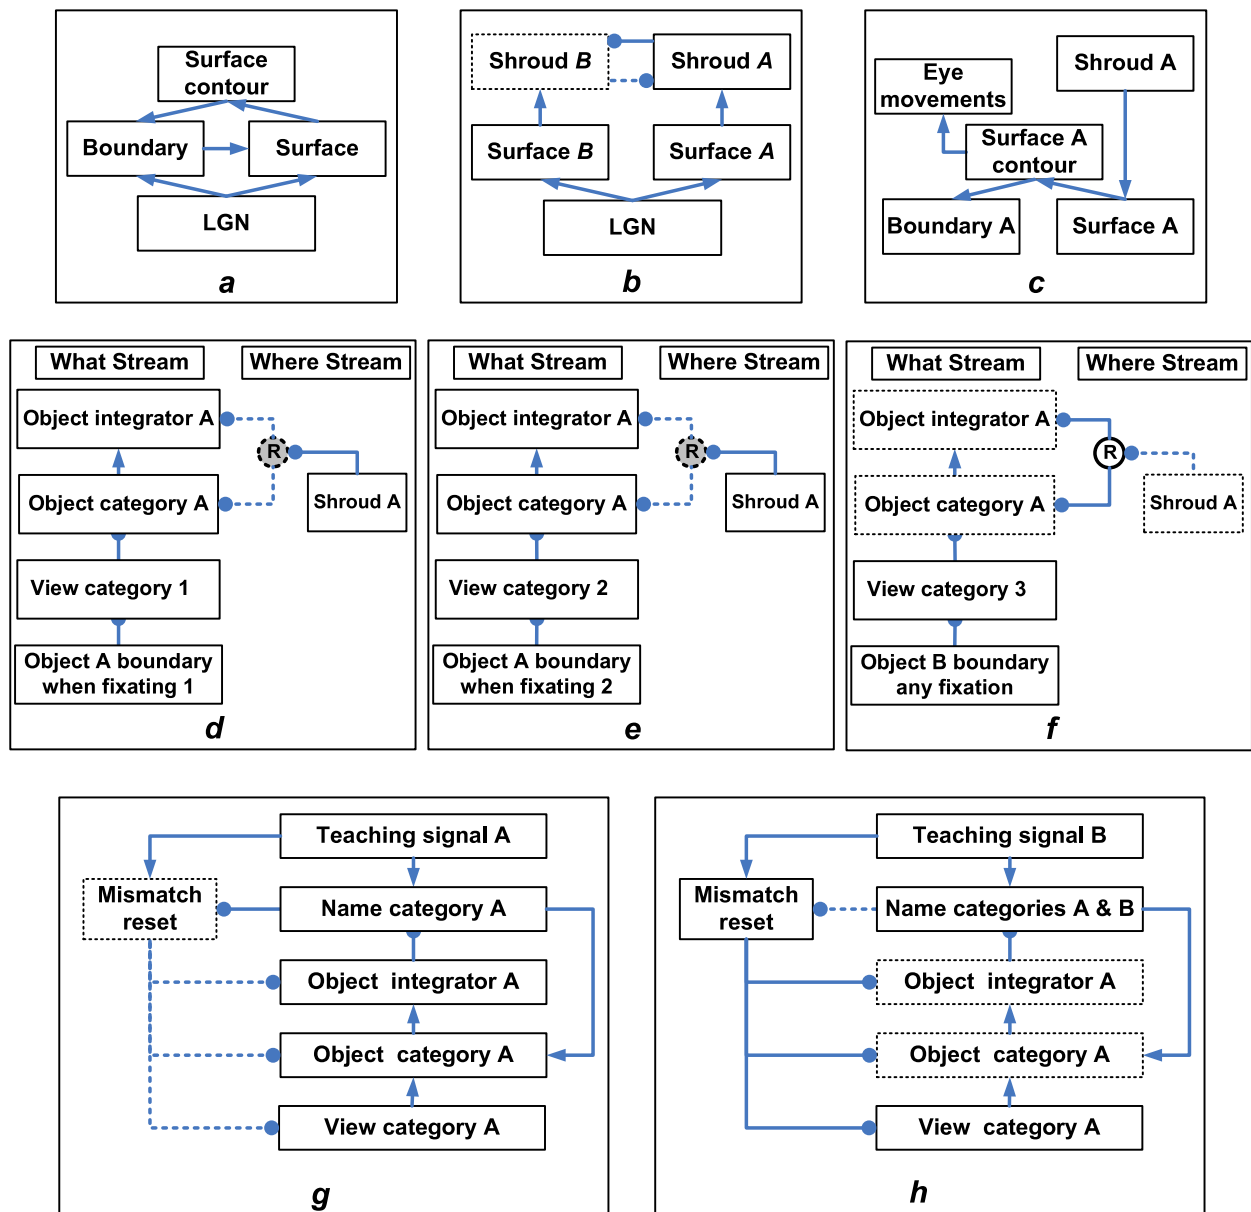 Surface
contour
Boundary
Surface
LGN
a
Shroud B
Shroud A
Surface B
Surface A
LGN
b
Shroud A
Eye
movements
Surface A
contour
Boundary A
Surface A
c
What Stream
Where Stream
Object integrator A
R
Object category A
Shroud A
View category 1
Object A boundary
when fixating 1
d
What Stream
Where Stream
Object integrator A
R
Object category A
Shroud A
View category 2
Object A boundary
when fixating 2
e
What Stream
Where Stream
Object integrator A
R
Object category A
Shroud A
View category 3
Object B boundary
any fixation
f
Teaching signal A
Mismatch
reset
Name category A
Object integrator A
Object category A
View category A
g
Teaching signal B
Mismatch
reset
Name categories A & B
Object integrator A
Object category A
View category A
h